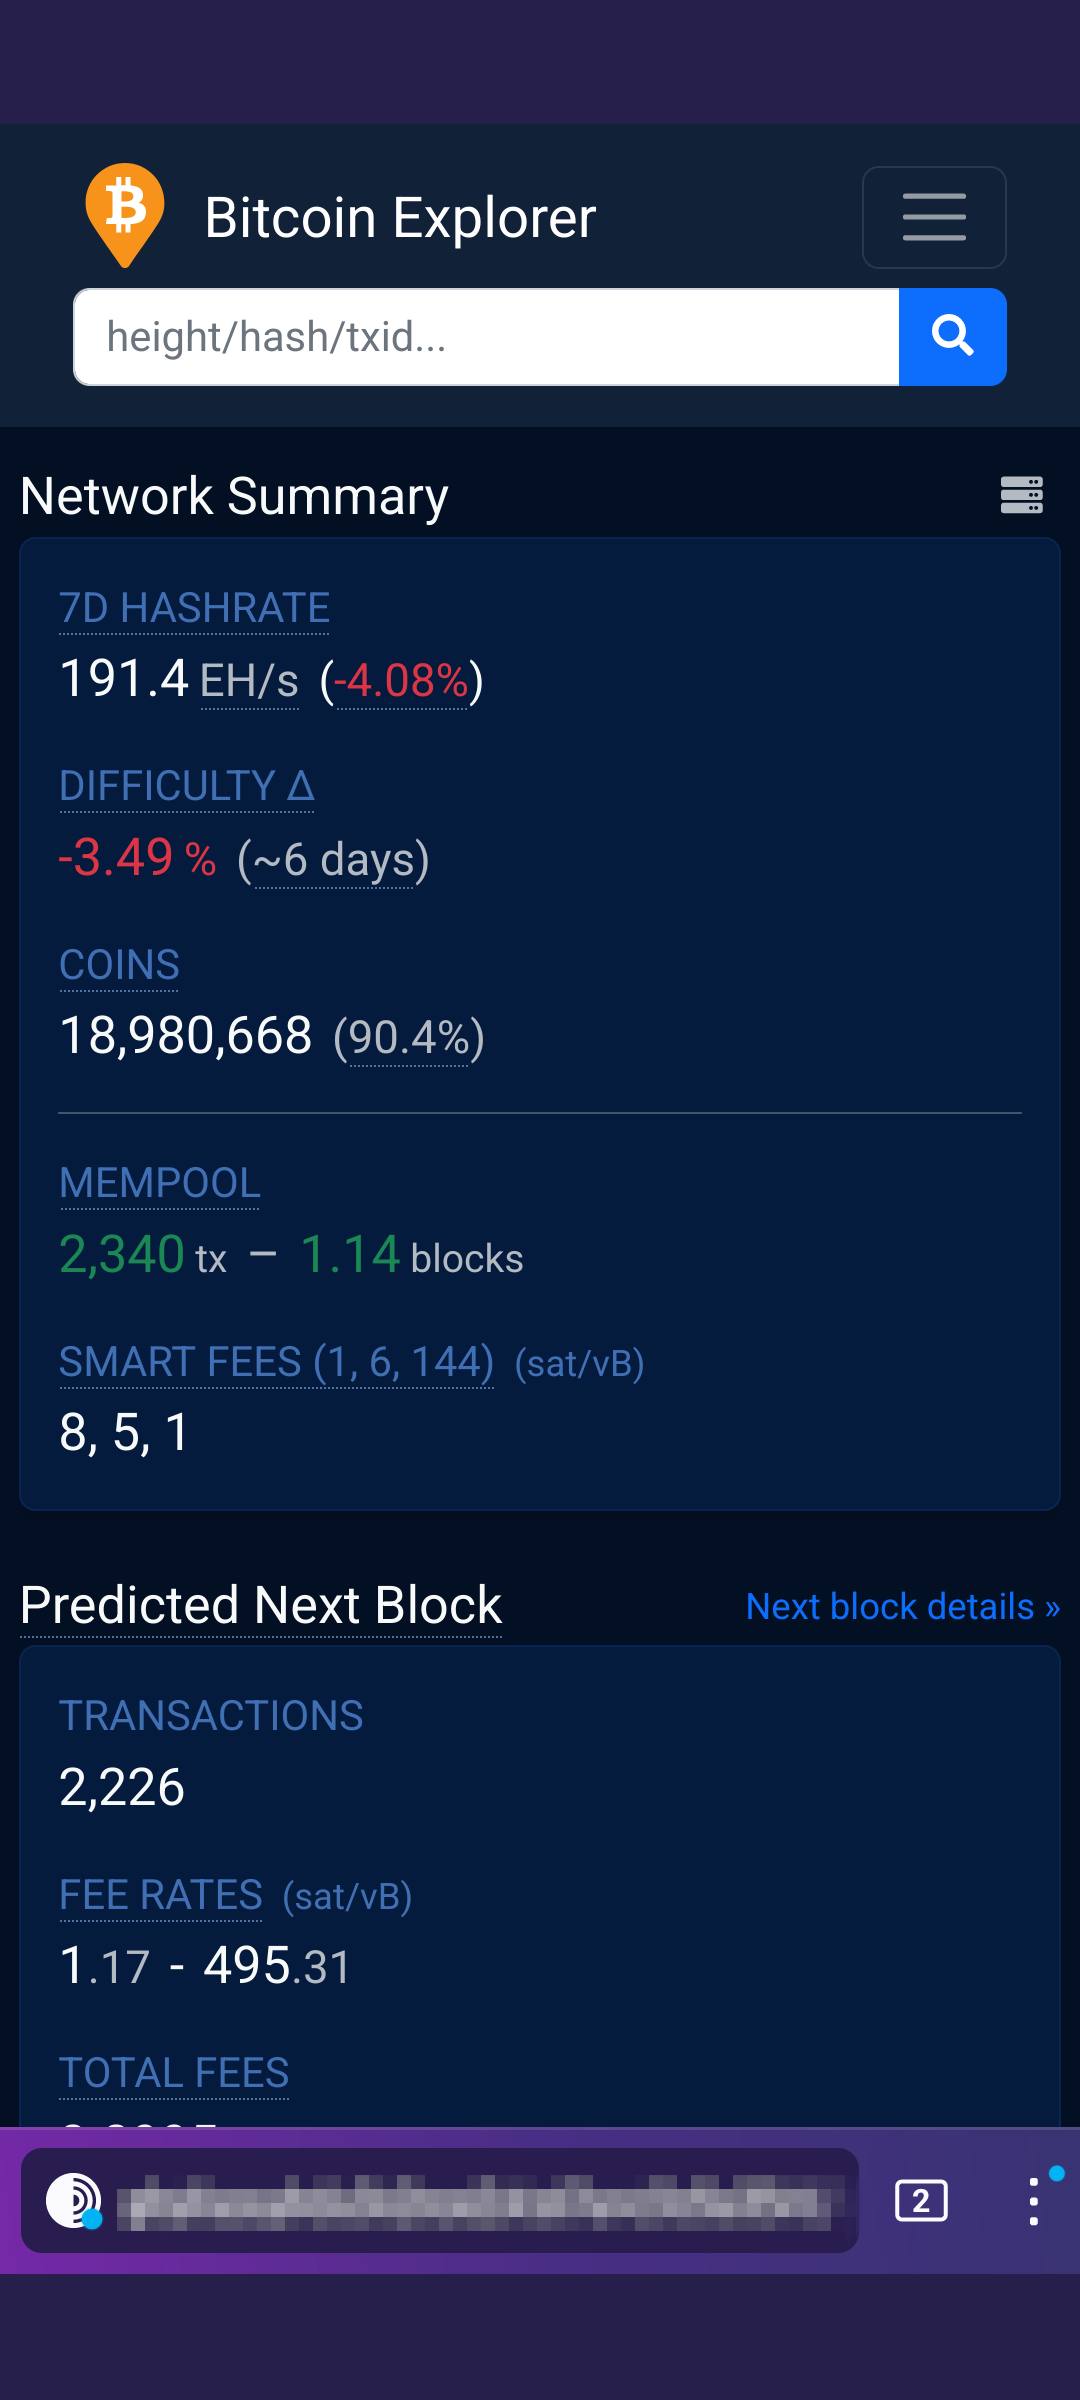 Bitcoin Explorer
height/hash/txid...
Network Summary
7D HASHRATE
191.4 EH/s (-4.08%)
DIFFICULTY Δ
-3.49 % (~6 days)
COINS
18,980,668 (90.4%)
MEMPOOL
2,340 tx – 1.14 blocks
SMART FEES (1, 6, 144) (sat/vB)
8, 5, 1
Predicted Next Block
Next block details »
TRANSACTIONS
2,226
FEE RATES (sat/vB)
1.17 - 495.31
TOTAL FEES
2